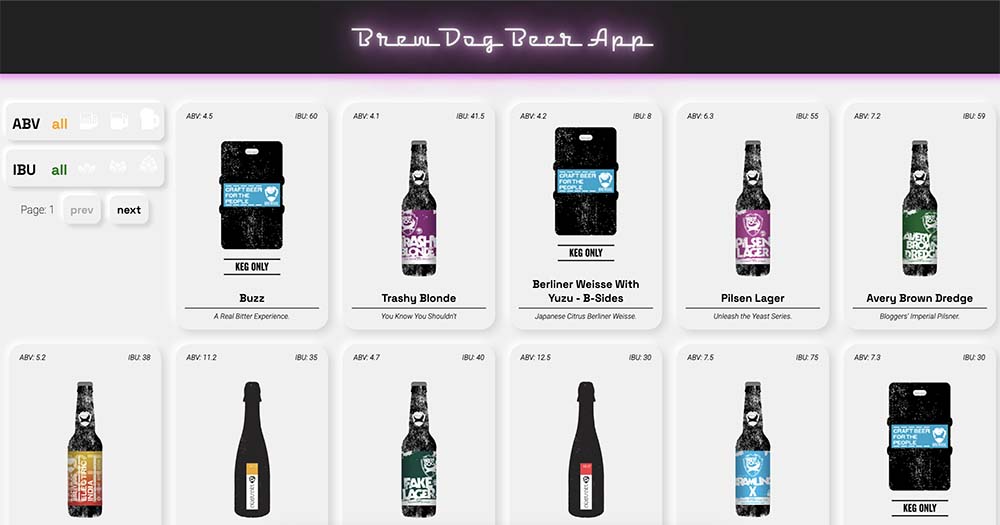 BrewDog Beer App
ABV all
IBU all
Page: 1 prev next
ABV: 4.5 IBU: 60
CRAFT BEER
FOR THE
PEOPLE
KEG ONLY
Buzz
A Real Bitter Experience.
ABV: 4.1 IBU: 41.5
TRASHY
BLONDE
Trashy Blonde
You Know You Shouldn't
ABV: 4.2 IBU: 8
CRAFT BEER
FOR THE
PEOPLE
KEG ONLY
Berliner Weisse With
Yuzu - B-Sides
Japanese Citrus Berliner Weisse.
ABV: 6.3 IBU: 55
PILSEN
LAGER
Pilsen Lager
Unleash the Yeast Series.
ABV: 7.2 IBU: 59
AVERY
BROWN
DREDGE
Avery Brown Dredge
Bloggers' Imperial Pilsner.
ABV: 5.2 IBU: 38
ELECTRIC
INDIA
ABV: 11.2 IBU: 35
ABV: 4.7 IBU: 40
FAKE
LAGER
ABV: 12.5 IBU: 30
ABV: 7.5 IBU: 75
BRAMLING
X
ABV: 7.3 IBU: 30
CRAFT BEER
FOR THE
PEOPLE
KEG ONLY